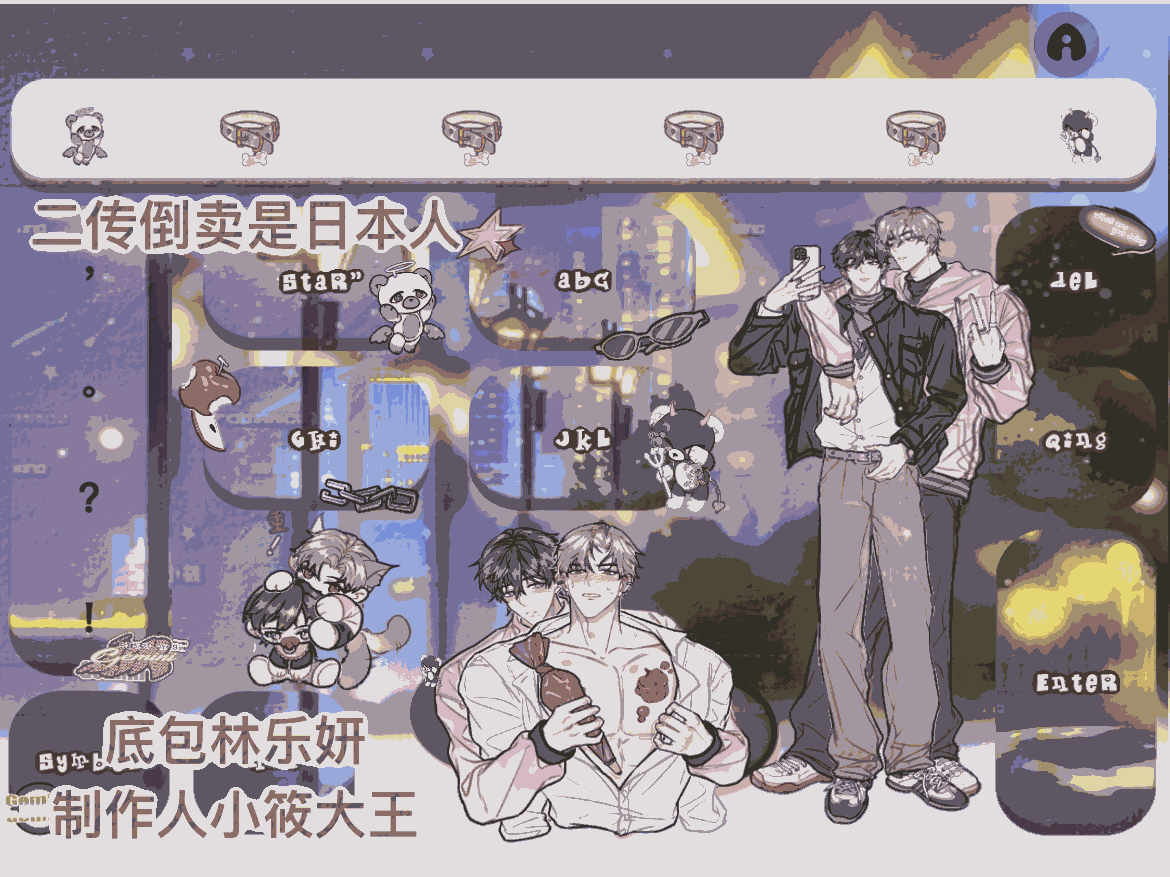 二传倒卖是日本人
,
StaR”
abc
deL
。
Ghi
JkL
Qing
?
!
Gemini
EnteR
底包林乐妍
制作人小筱大王